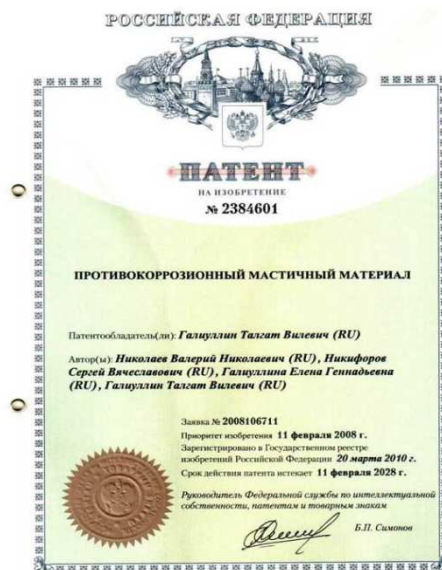 РОССИЙСКАЯ ФЕДЕРАЦИЯ
ПАТЕНТ
НА ИЗОБРЕТЕНИЕ
№ 2384601
ПРОТИВОКОРРОЗИОННЫЙ МАСТИЧНЫЙ МАТЕРИАЛ
Патентообладатель(ли): Галиуллин Талгат Вилевич (RU)
Автор(ы): Николаев Валерий Николаевич (RU), Никифоров
Сергей Вячеславович (RU), Галиуллина Елена Геннадьевна
(RU), Галиуллин Талгат Вилевич (RU)
Заявка № 2008106711
Приоритет изобретения 11 февраля 2008 г.
Зарегистрировано в Государственном реестре
изобретений Российской Федерации 20 марта 2010 г.
Срок действия патента истекает 11 февраля 2028 г.
Руководитель Федеральной службы по интеллектуальной
собственности, патентам и товарным знакам
Б.П. Симонов